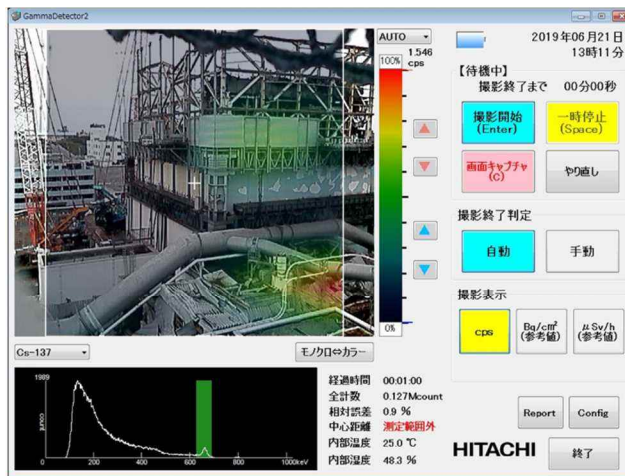 GammaDetector2
AUTO
1.546
cps
100%
0%
2019年06月21日
13時11分
【待機中】
撮影終了まで 00分00秒
撮影開始
(Enter)
一時停止
(Space)
画面キャプチャ
(C)
やり直し
撮影終了判定
自動
手動
撮影表示
cps
Bq/cm²
(参考値)
μSv/h
(参考値)
Cs-137
モノクロ⇔カラー
1989
counts
0
200
400
600
800
1000keV
経過時間 00:01:00
全計数 0.127Mcount
相対誤差 0.9 %
中心距離 測定範囲外
内部温度 25.0 ℃
内部湿度 48.3 %
Report
Config
HITACHI
終了